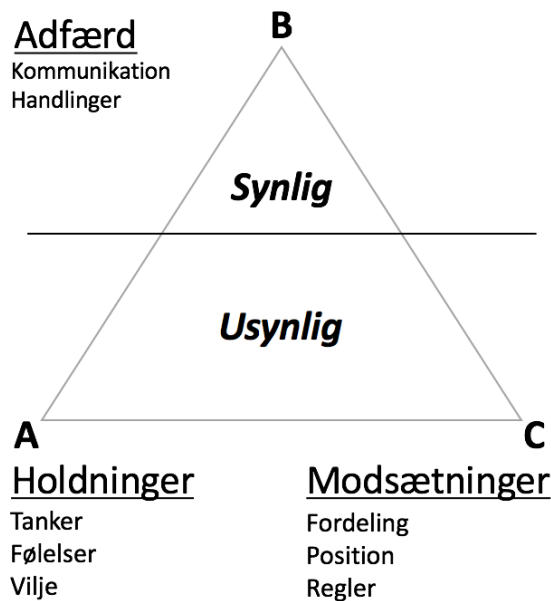 Adfærd
Kommunikation
Handlinger
B
Synlig
Usynlig
A
C
Holdninger
Tanker
Følelser
Vilje
Modsætninger
Fordeling
Position
Regler